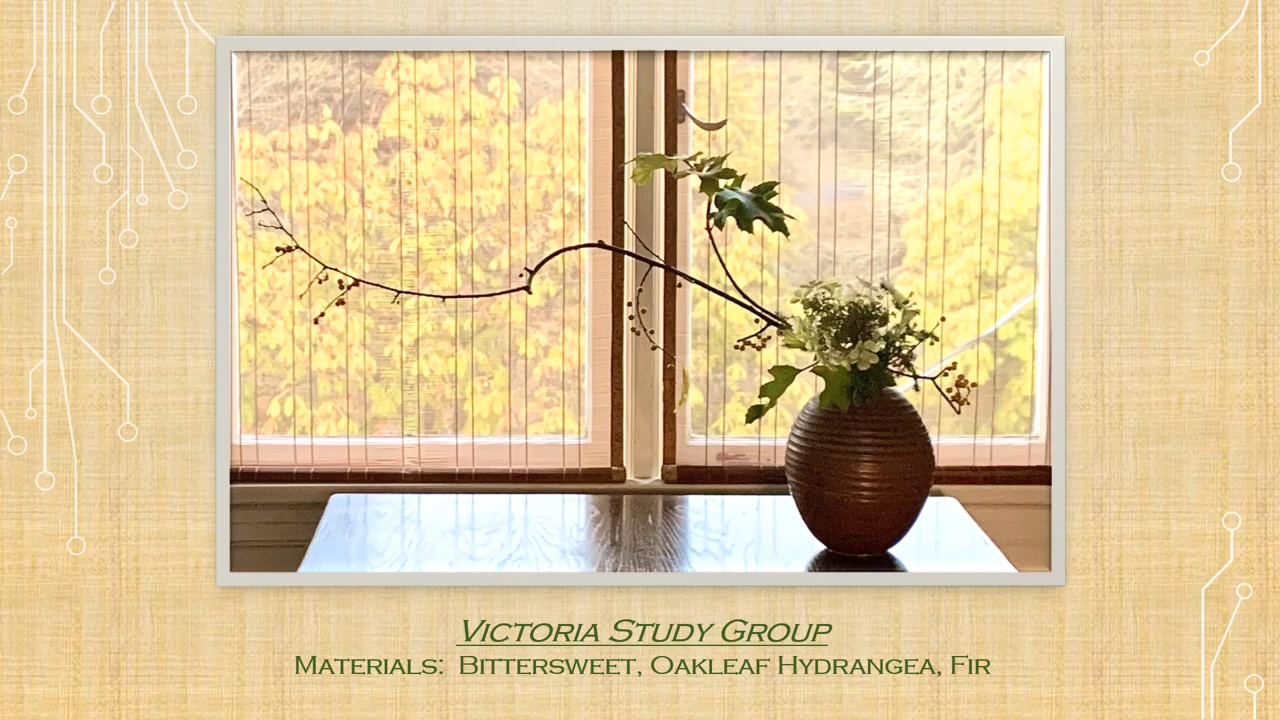 Victoria Study Group
Materials:  Bittersweet, Oakleaf Hydrangea, Fir